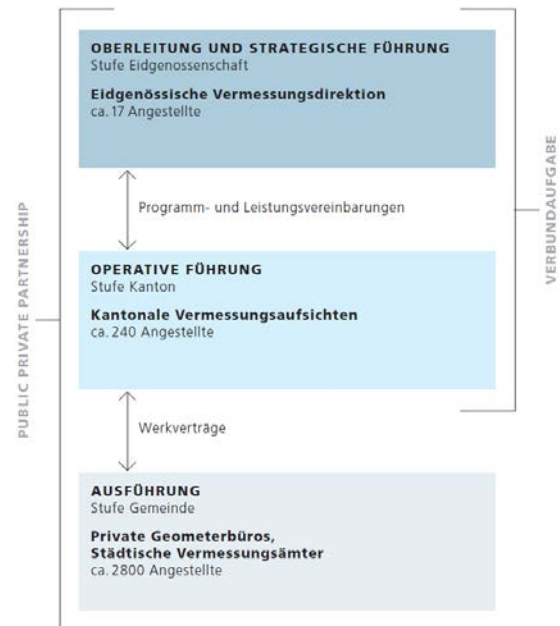 OBERLEITUNG UND STRATEGISCHE FÜHRUNG
Stufe Eidgenossenschaft
Eidgenössische Vermessungsdirektion
ca. 17 Angestellte
Programm- und Leistungsvereinbarungen
OPERATIVE FÜHRUNG
Stufe Kanton
Kantonale Vermessungsaufsichten
ca. 240 Angestellte
Werkverträge
AUSFÜHRUNG
Stufe Gemeinde
Private Geometerbüros,
Städtische Vermessungsämter
ca. 2800 Angestellte
PUBLIC PRIVATE PARTNERSHIP
VERBUNDAUFGABE